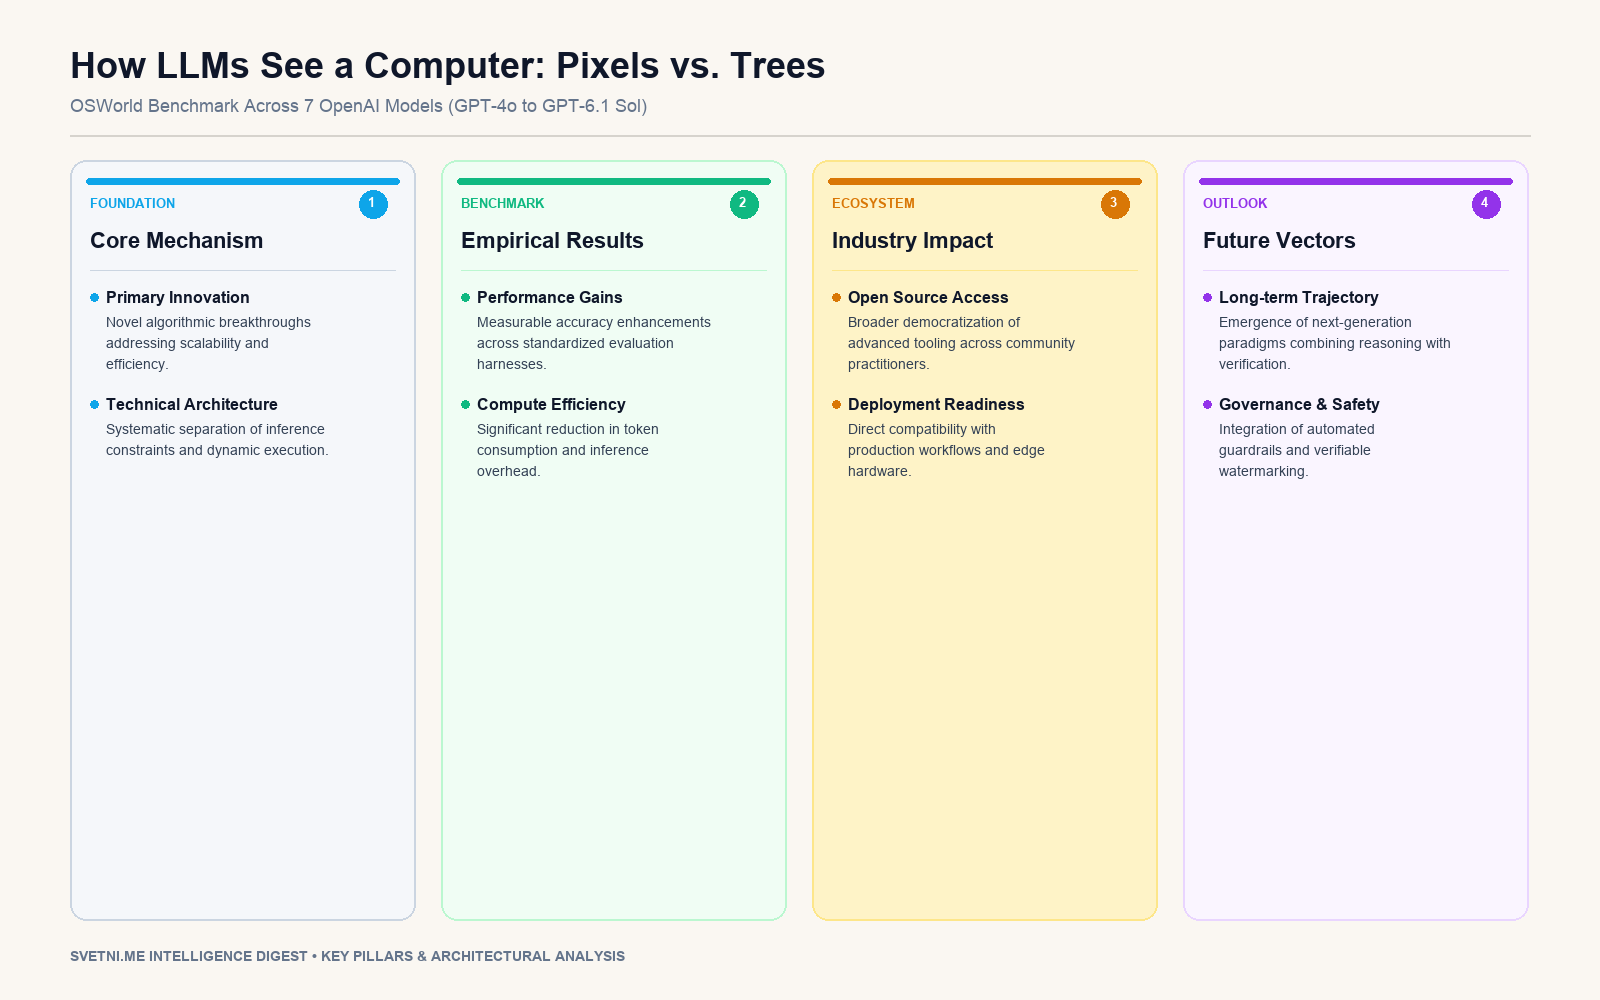 How LLMs See a Computer: Pixels vs. Trees
OSWorld Benchmark Across 7 OpenAI Models (GPT-4o to GPT-6.1 Sol)
FOUNDATION
1
Core Mechanism
Primary Innovation
Novel algorithmic breakthroughs
addressing scalability and
efficiency.
Technical Architecture
Systematic separation of inference
constraints and dynamic execution.
BENCHMARK
2
Empirical Results
Performance Gains
Measurable accuracy enhancements
across standardized evaluation
harnesses.
Compute Efficiency
Significant reduction in token
consumption and inference
overhead.
ECOSYSTEM
3
Industry Impact
Open Source Access
Broader democratization of
advanced tooling across community
practitioners.
Deployment Readiness
Direct compatibility with
production workflows and edge
hardware.
OUTLOOK
4
Future Vectors
Long-term Trajectory
Emergence of next-generation
paradigms combining reasoning with
verification.
Governance & Safety
Integration of automated
guardrails and verifiable
watermarking.
SVETNI.ME INTELLIGENCE DIGEST • KEY PILLARS & ARCHITECTURAL ANALYSIS